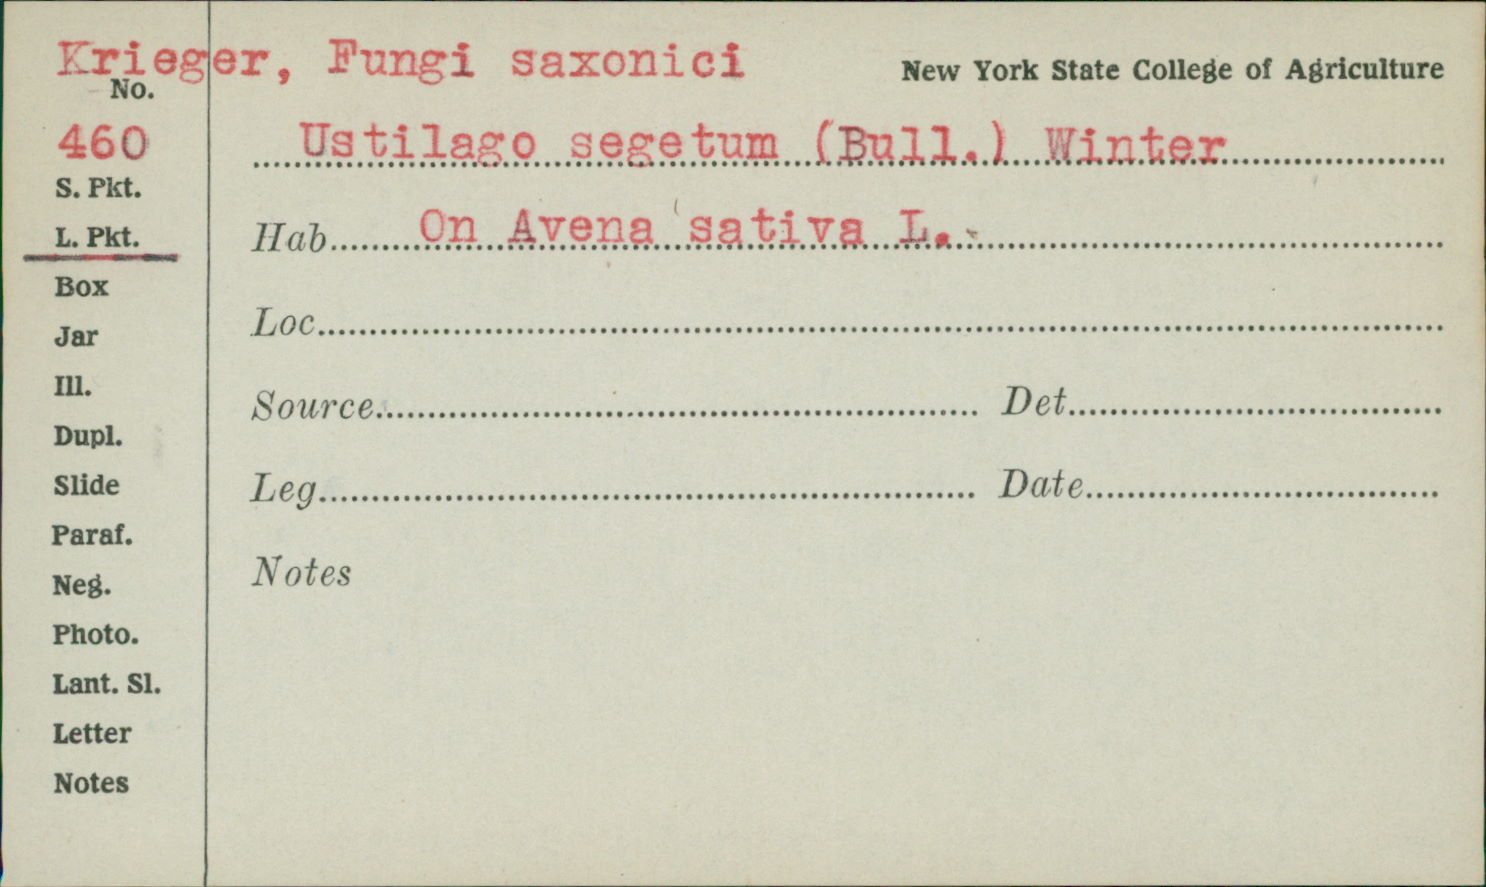 Krieger, Fungi saxonici
New York State College of Agriculture
No.
460
Ustilago segetum (Bull.) Winter
S. Pkt.
L. Pkt.
Hab. On Avena sativa L.
Box
Loc.
Jar
Ill.
Source Det.
Dupl.
Slide
Leg. Date
Paraf.
Neg.
Notes
Photo.
Lant. Sl.
Letter
Notes